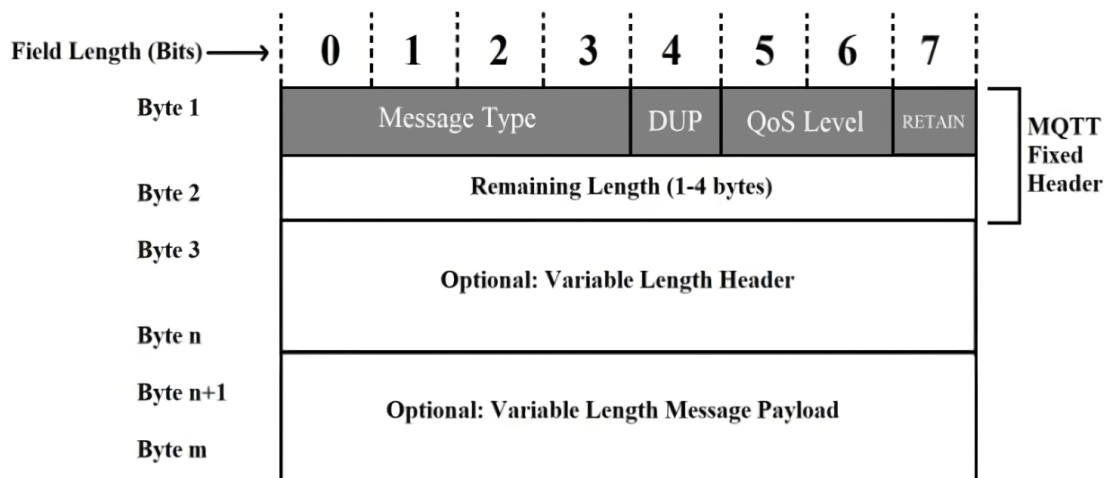 Field Length (Bits) 0 1 2 3 4 5 6 7
Byte 1 Message Type DUP QoS Level RETAIN
MQTT
Fixed
Header
Byte 2 Remaining Length (1-4 bytes)
Byte 3
Optional: Variable Length Header
Byte n
Byte n+1
Optional: Variable Length Message Payload
Byte m